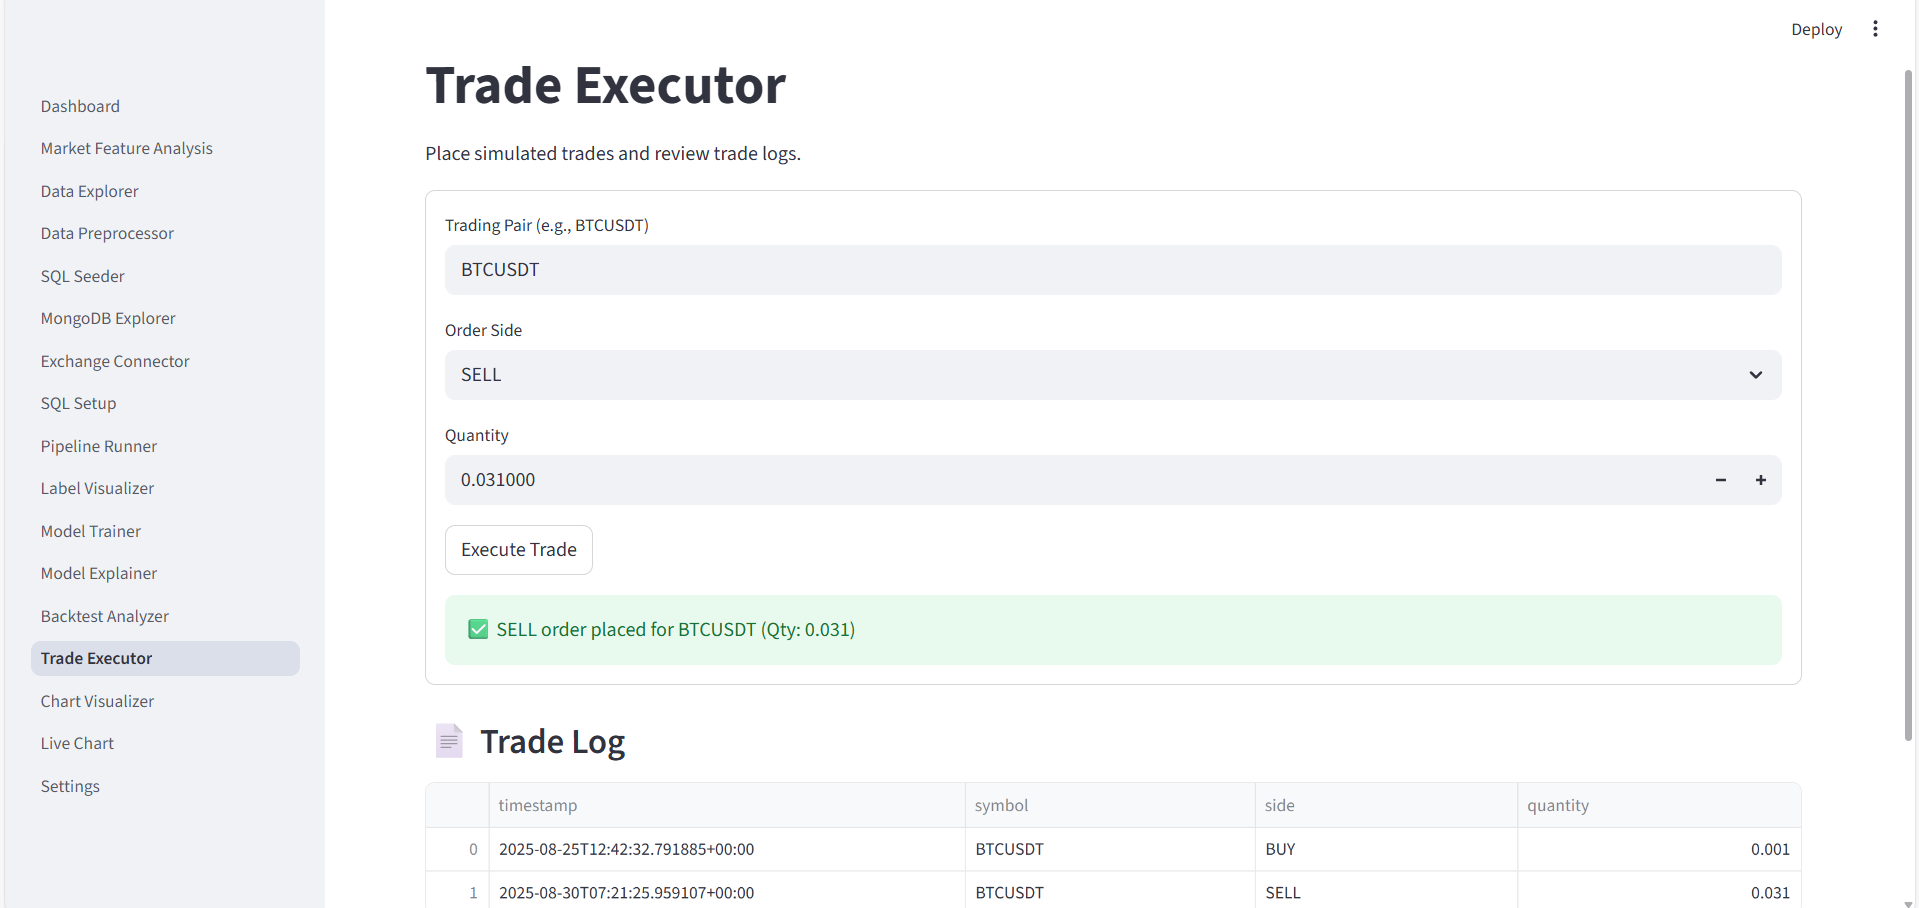 Deploy
Dashboard
Market Feature Analysis
Data Explorer
Data Preprocessor
SQL Seeder
MongoDB Explorer
Exchange Connector
SQL Setup
Pipeline Runner
Label Visualizer
Model Trainer
Model Explainer
Backtest Analyzer
Trade Executor
Chart Visualizer
Live Chart
Settings
Trade Executor
Place simulated trades and review trade logs.
Trading Pair (e.g., BTCUSDT)
BTCUSDT
Order Side
SELL
Quantity
0.031000
Execute Trade
SELL order placed for BTCUSDT (Qty: 0.031)
Trade Log
timestamp symbol side quantity
0 2025-08-25T12:42:32.791885+00:00 BTCUSDT BUY 0.001
1 2025-08-30T07:21:25.959107+00:00 BTCUSDT SELL 0.031